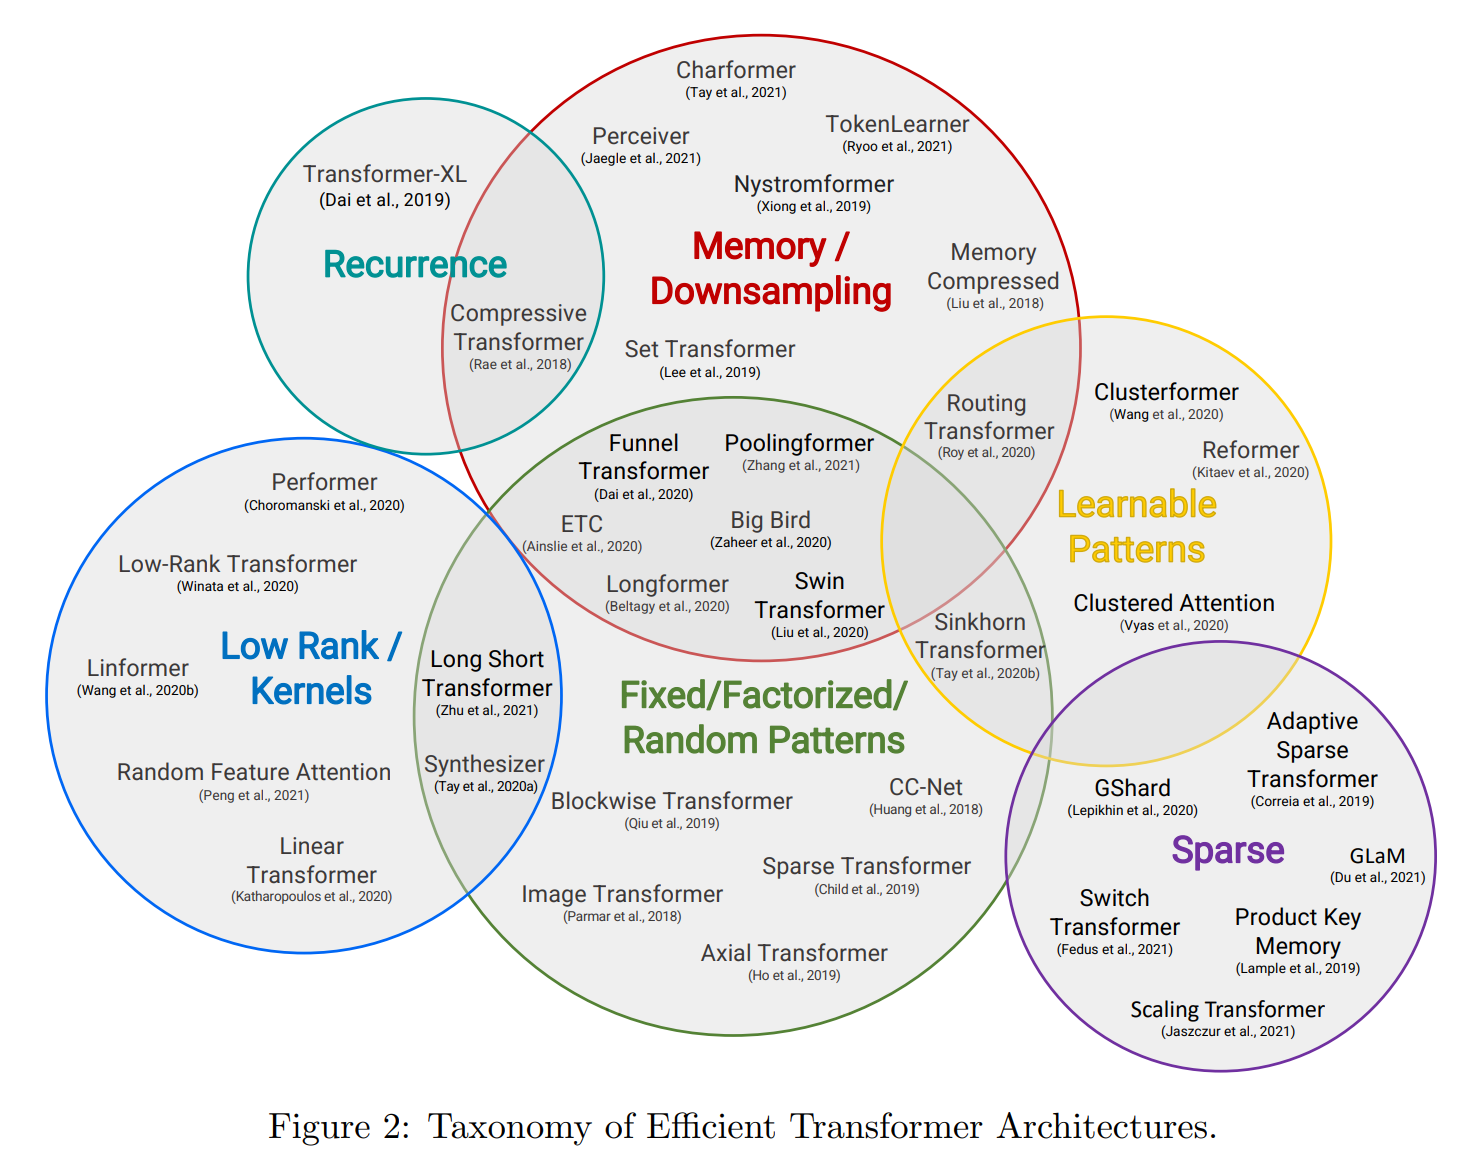 Charformer
(Tay et al., 2021)
Perceiver
(Jaegle et al., 2021)
TokenLearner
(Ryoo et al., 2021)
Transformer-XL
(Dai et al., 2019)
Nystromformer
(Xiong et al., 2019)
Recurrence
Memory /
Downsampling
Memory
Compressed
(Liu et al., 2018)
Compressive
Transformer
(Rae et al., 2018)
Set Transformer
(Lee et al., 2019)
Routing
Transformer
(Roy et al., 2020)
Clusterformer
(Wang et al., 2020)
Reformer
(Kitaev et al., 2020)
Learnable
Patterns
Clustered Attention
(Vyas et al., 2020)
Funnel
Transformer
(Dai et al., 2020)
Poolingformer
(Zhang et al., 2021)
ETC
(Ainslie et al., 2020)
Big Bird
(Zaheer et al., 2020)
Longformer
(Beltagy et al., 2020)
Swin
Transformer
(Liu et al., 2020)
Sinkhorn
Transformer
(Tay et al., 2020b)
Performer
(Choromanski et al., 2020)
Low-Rank Transformer
(Winata et al., 2020)
Low Rank /
Kernels
Linformer
(Wang et al., 2020b)
Random Feature Attention
(Peng et al., 2021)
Linear
Transformer
(Katharopoulos et al., 2020)
Long Short
Transformer
(Zhu et al., 2021)
Synthesizer
(Tay et al., 2020a)
Fixed/Factorized/
Random Patterns
Blockwise Transformer
(Qiu et al., 2019)
CC-Net
(Huang et al., 2018)
Sparse Transformer
(Child et al., 2019)
Image Transformer
(Parmar et al., 2018)
Axial Transformer
(Ho et al., 2019)
Adaptive
Sparse
Transformer
(Correia et al., 2019)
GShard
(Lepikhin et al., 2020)
Sparse
GLaM
(Du et al., 2021)
Switch
Transformer
(Fedus et al., 2021)
Product Key
Memory
(Lample et al., 2019)
Scaling Transformer
(Jaszczur et al., 2021)
Figure 2: Taxonomy of Efficient Transformer Architectures.